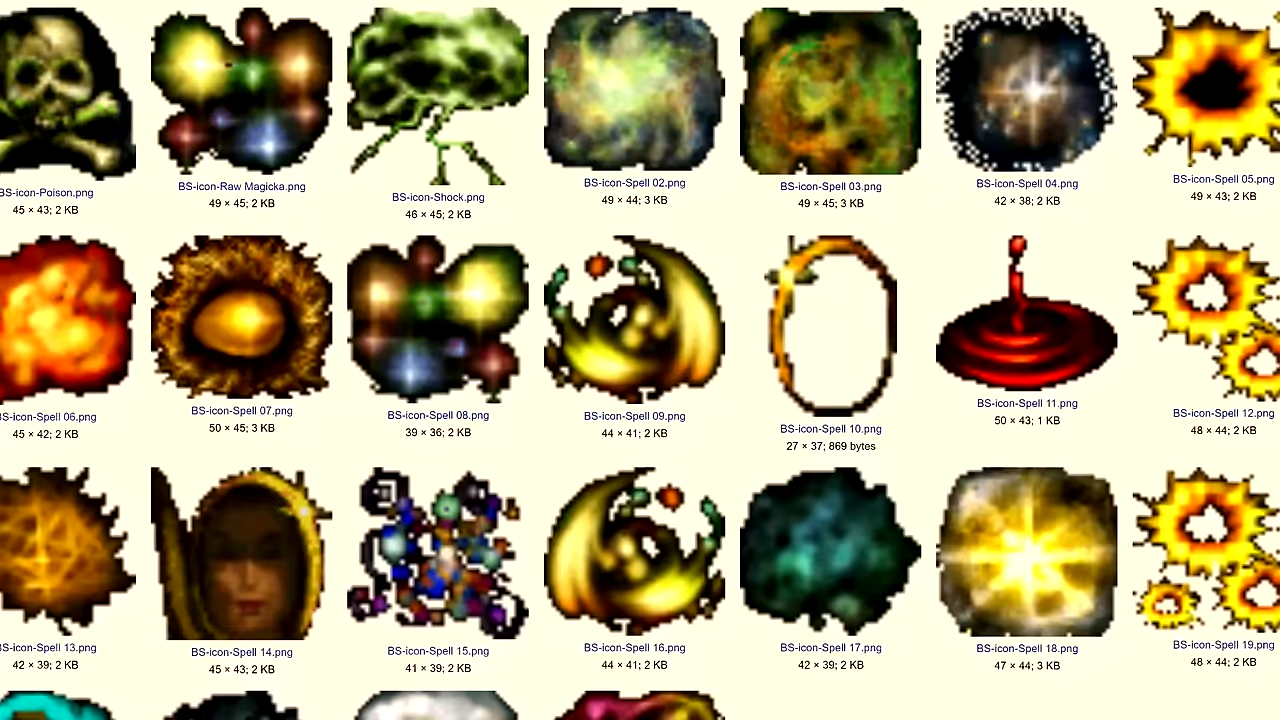 BS-icon-Poison.png
45 × 43; 2 KB
BS-icon-Raw Magicka.png
49 × 45; 2 KB
BS-icon-Shock.png
46 × 45; 2 KB
BS-icon-Spell 02.png
49 × 44; 3 KB
BS-icon-Spell 03.png
49 × 45; 3 KB
BS-icon-Spell 04.png
42 × 38; 2 KB
BS-icon-Spell 05.png
49 × 43; 2 KB
BS-icon-Spell 06.png
45 × 42; 2 KB
BS-icon-Spell 07.png
50 × 45; 3 KB
BS-icon-Spell 08.png
39 × 36; 2 KB
BS-icon-Spell 09.png
44 × 41; 2 KB
BS-icon-Spell 10.png
27 × 37; 869 bytes
BS-icon-Spell 11.png
50 × 43; 1 KB
BS-icon-Spell 12.png
48 × 44; 2 KB
BS-icon-Spell 13.png
42 × 39; 2 KB
BS-icon-Spell 14.png
45 × 43; 2 KB
BS-icon-Spell 15.png
41 × 39; 2 KB
BS-icon-Spell 16.png
44 × 41; 2 KB
BS-icon-Spell 17.png
42 × 39; 2 KB
BS-icon-Spell 18.png
47 × 44; 3 KB
BS-icon-Spell 19.png
48 × 44; 2 KB